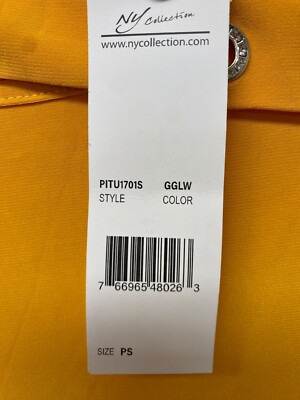 NY
Collection
www.nycollection.com
PITU1701S GGLW
STYLE COLOR
7 66965 48026 3
SIZE PS